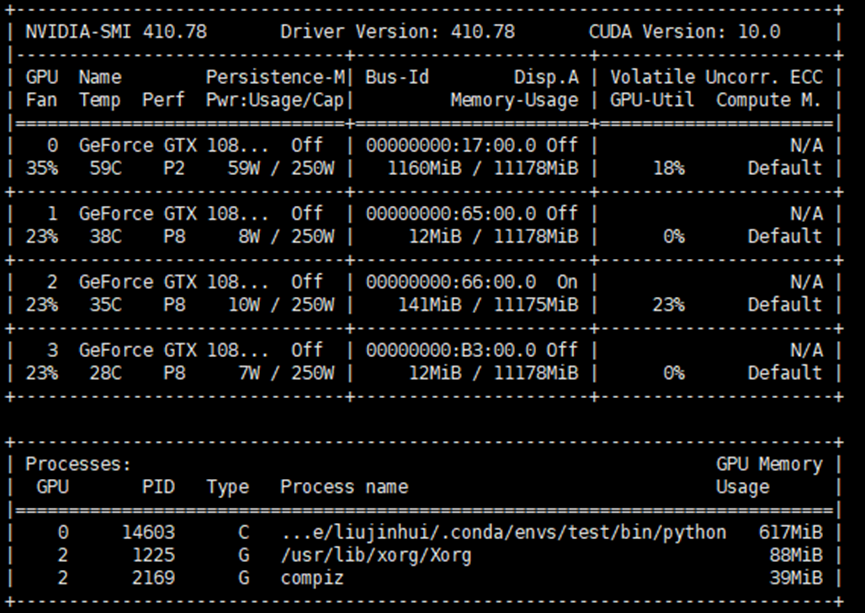 +-----------------------------------------------------------------------------+
| NVIDIA-SMI 410.78       Driver Version: 410.78       CUDA Version: 10.0     |
|-------------------------------+----------------------+----------------------+
| GPU  Name        Persistence-M| Bus-Id        Disp.A | Volatile Uncorr. ECC |
| Fan  Temp  Perf  Pwr:Usage/Cap|         Memory-Usage | GPU-Util  Compute M. |
|===============================+======================+======================|
|   0  GeForce GTX 108...  Off  | 00000000:17:00.0 Off |                  N/A |
| 35%   59C    P2    59W / 250W |   1160MiB / 11178MiB |     18%      Default |
+-------------------------------+----------------------+----------------------+
|   1  GeForce GTX 108...  Off  | 00000000:65:00.0 Off |                  N/A |
| 23%   38C    P8     8W / 250W |     12MiB / 11178MiB |      0%      Default |
+-------------------------------+----------------------+----------------------+
|   2  GeForce GTX 108...  Off  | 00000000:66:00.0  On |                  N/A |
| 23%   35C    P8    10W / 250W |    141MiB / 11175MiB |     23%      Default |
+-------------------------------+----------------------+----------------------+
|   3  GeForce GTX 108...  Off  | 00000000:B3:00.0 Off |                  N/A |
| 23%   28C    P8     7W / 250W |     12MiB / 11178MiB |      0%      Default |
+-------------------------------+----------------------+----------------------+

+-----------------------------------------------------------------------------+
| Processes:                                                       GPU Memory |
|  GPU       PID   Type   Process name                             Usage      |
|=============================================================================|
|    0     14603      C   ...e/liujinhui/.conda/envs/test/bin/python   617MiB |
|    2      1225      G   /usr/lib/xorg/Xorg                            88MiB |
|    2      2169      G   compiz                                        39MiB |
+-----------------------------------------------------------------------------+